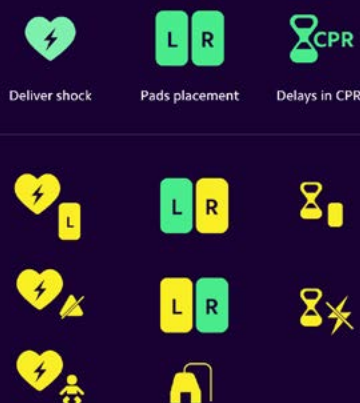 L R
CPR
Deliver shock
Pads placement
Delays in CPR
L
L R
L R